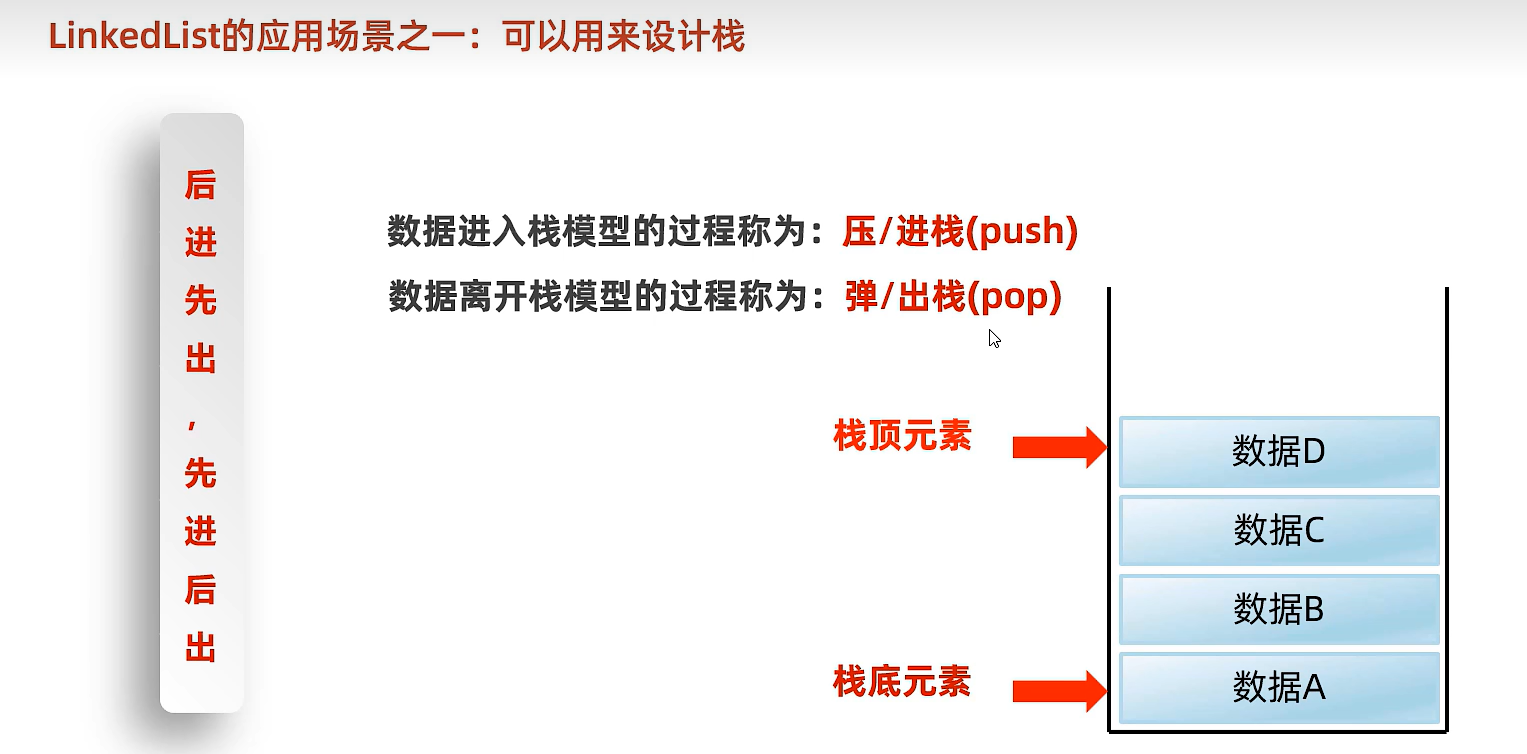 LinkedList的应用场景之一：可以用来设计栈
后进先出，先进后出
数据进入栈模型的过程称为：压/进栈(push)
数据离开栈模型的过程称为：弹/出栈(pop)
栈顶元素
数据D
数据C
数据B
栈底元素
数据A